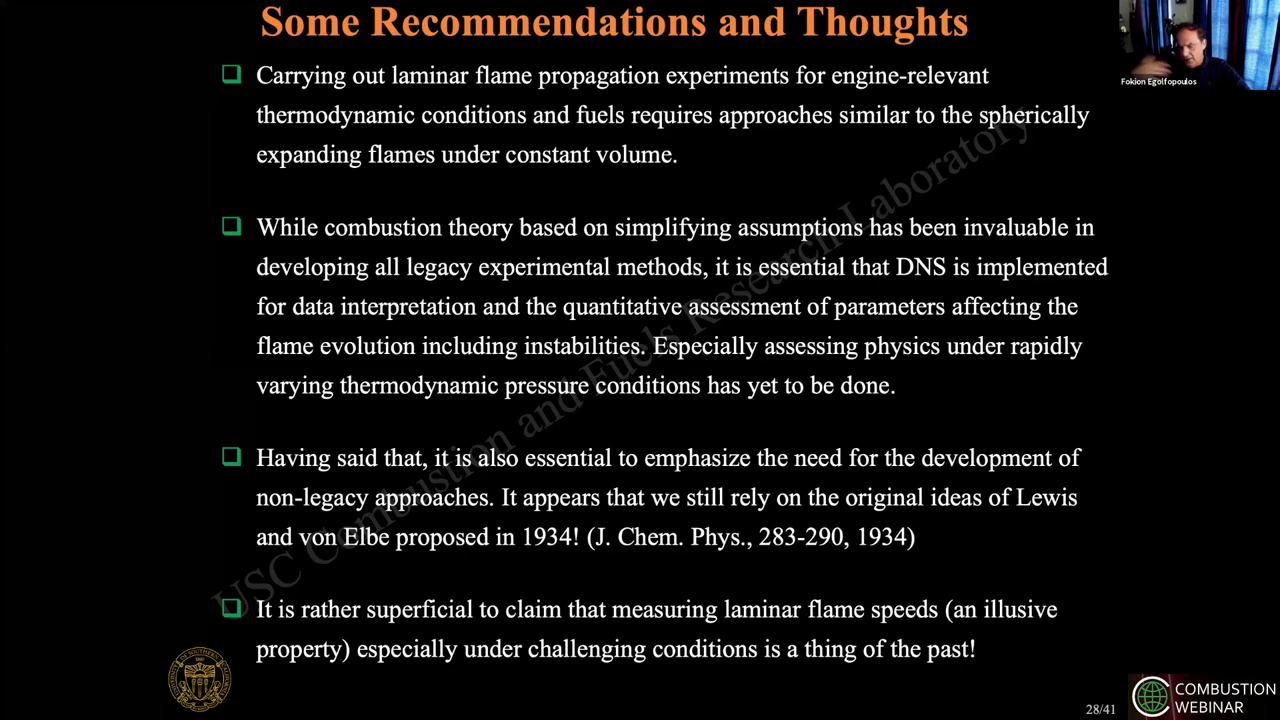 Some Recommendations and Thoughts
Fokion Egolfopoulos
Carrying out laminar flame propagation experiments for engine-relevant
thermodynamic conditions and fuels requires approaches similar to the spherically
expanding flames under constant volume.
While combustion theory based on simplifying assumptions has been invaluable in
developing all legacy experimental methods, it is essential that DNS is implemented
for data interpretation and the quantitative assessment of parameters affecting the
flame evolution including instabilities. Especially assessing physics under rapidly
varying thermodynamic pressure conditions has yet to be done.
Having said that, it is also essential to emphasize the need for the development of
non-legacy approaches. It appears that we still rely on the original ideas of Lewis
and von Elbe proposed in 1934! (J. Chem. Phys., 283-290, 1934)
It is rather superficial to claim that measuring laminar flame speeds (an illusive
property) especially under challenging conditions is a thing of the past!
USC Combustion and Fuels Research Laboratory
28/41
COMBUSTION
WEBINAR